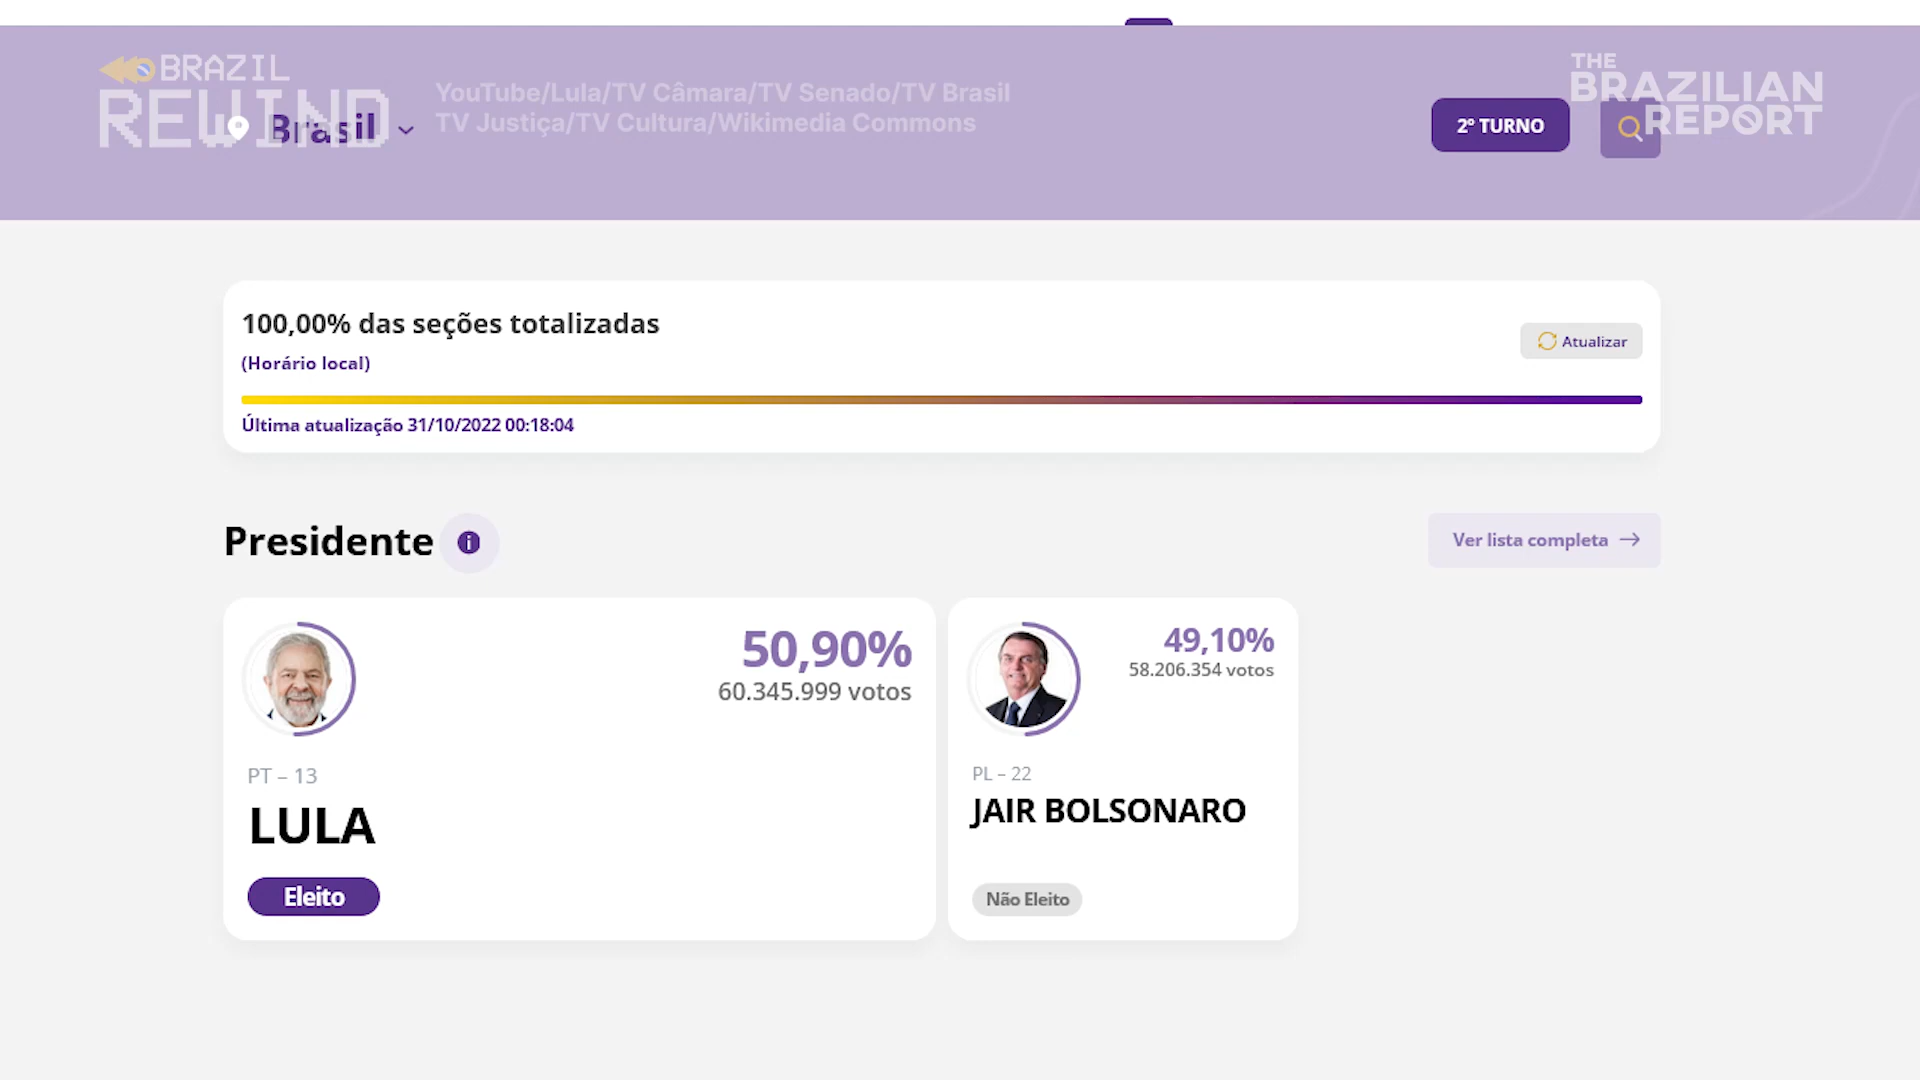 BRAZIL
REWIND
YouTube/Lula/TV Câmara/TV Senado/TV Brasil
TV Justiça/TV Cultura/Wikimedia Commons
THE
BRAZILIAN
REPORT
Brasil
2º TURNO
100,00% das seções totalizadas
(Horário local)
Atualizar
Última atualização 31/10/2022 00:18:04
Presidente
Ver lista completa
50,90%
60.345.999 votos
PT – 13
LULA
Eleito
49,10%
58.206.354 votos
PL – 22
JAIR BOLSONARO
Não Eleito